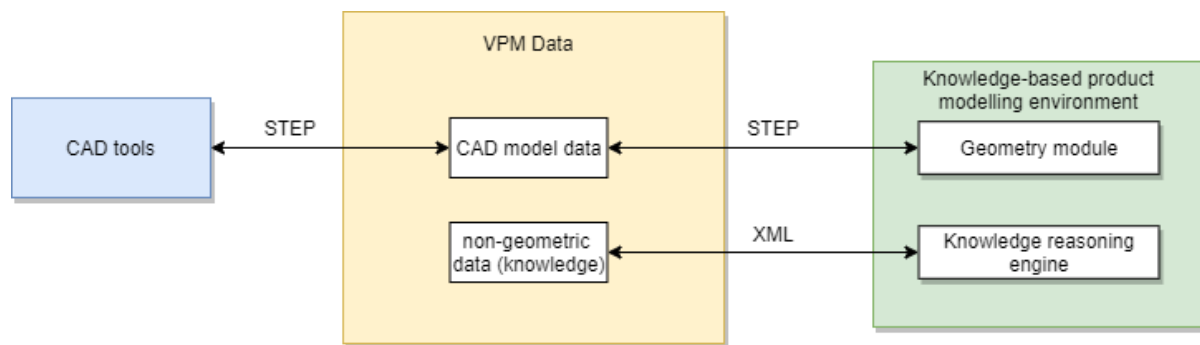 VPM Data
Knowledge-based product
modelling environment
CAD tools
STEP
CAD model data
STEP
Geometry module
non-geometric
data (knowledge)
XML
Knowledge reasoning
engine